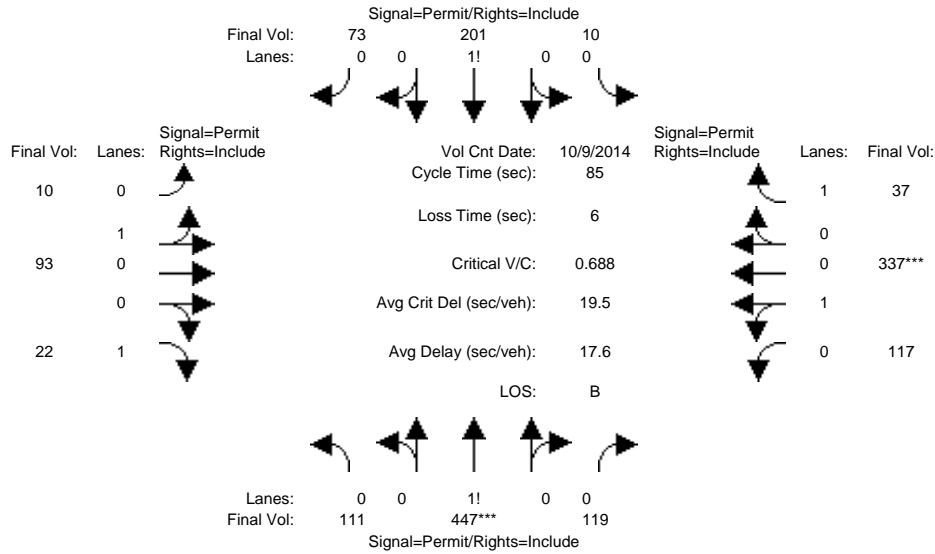 Signal=Permit/Rights=Include
Final Vol: 73 201 10
Lanes: 0 0 1! 0 0
Signal=Permit Signal=Permit
Final Vol: Lanes: Rights=Include Vol Cnt Date: 10/9/2014 Rights=Include Lanes: Final Vol:
Cycle Time (sec): 85
10 0 1 37
Loss Time (sec): 6
1 0
93 0 Critical V/C: 0.688 0 337***
0 Avg Crit Del (sec/veh): 19.5 1
22 1 Avg Delay (sec/veh): 17.6 0 117
LOS: B
Lanes: 0 0 1! 0 0
Final Vol: 111 447*** 119
Signal=Permit/Rights=Include